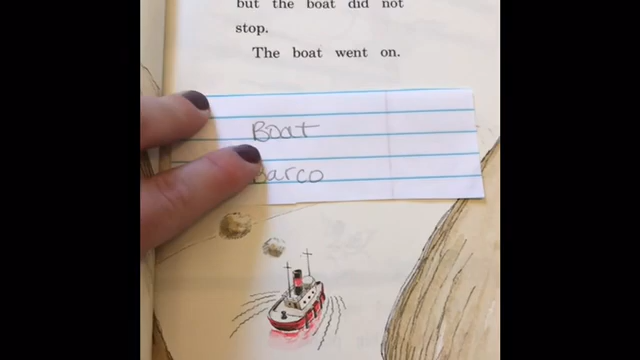 but the boat did not
stop.
The boat went on.
Boat
Barco